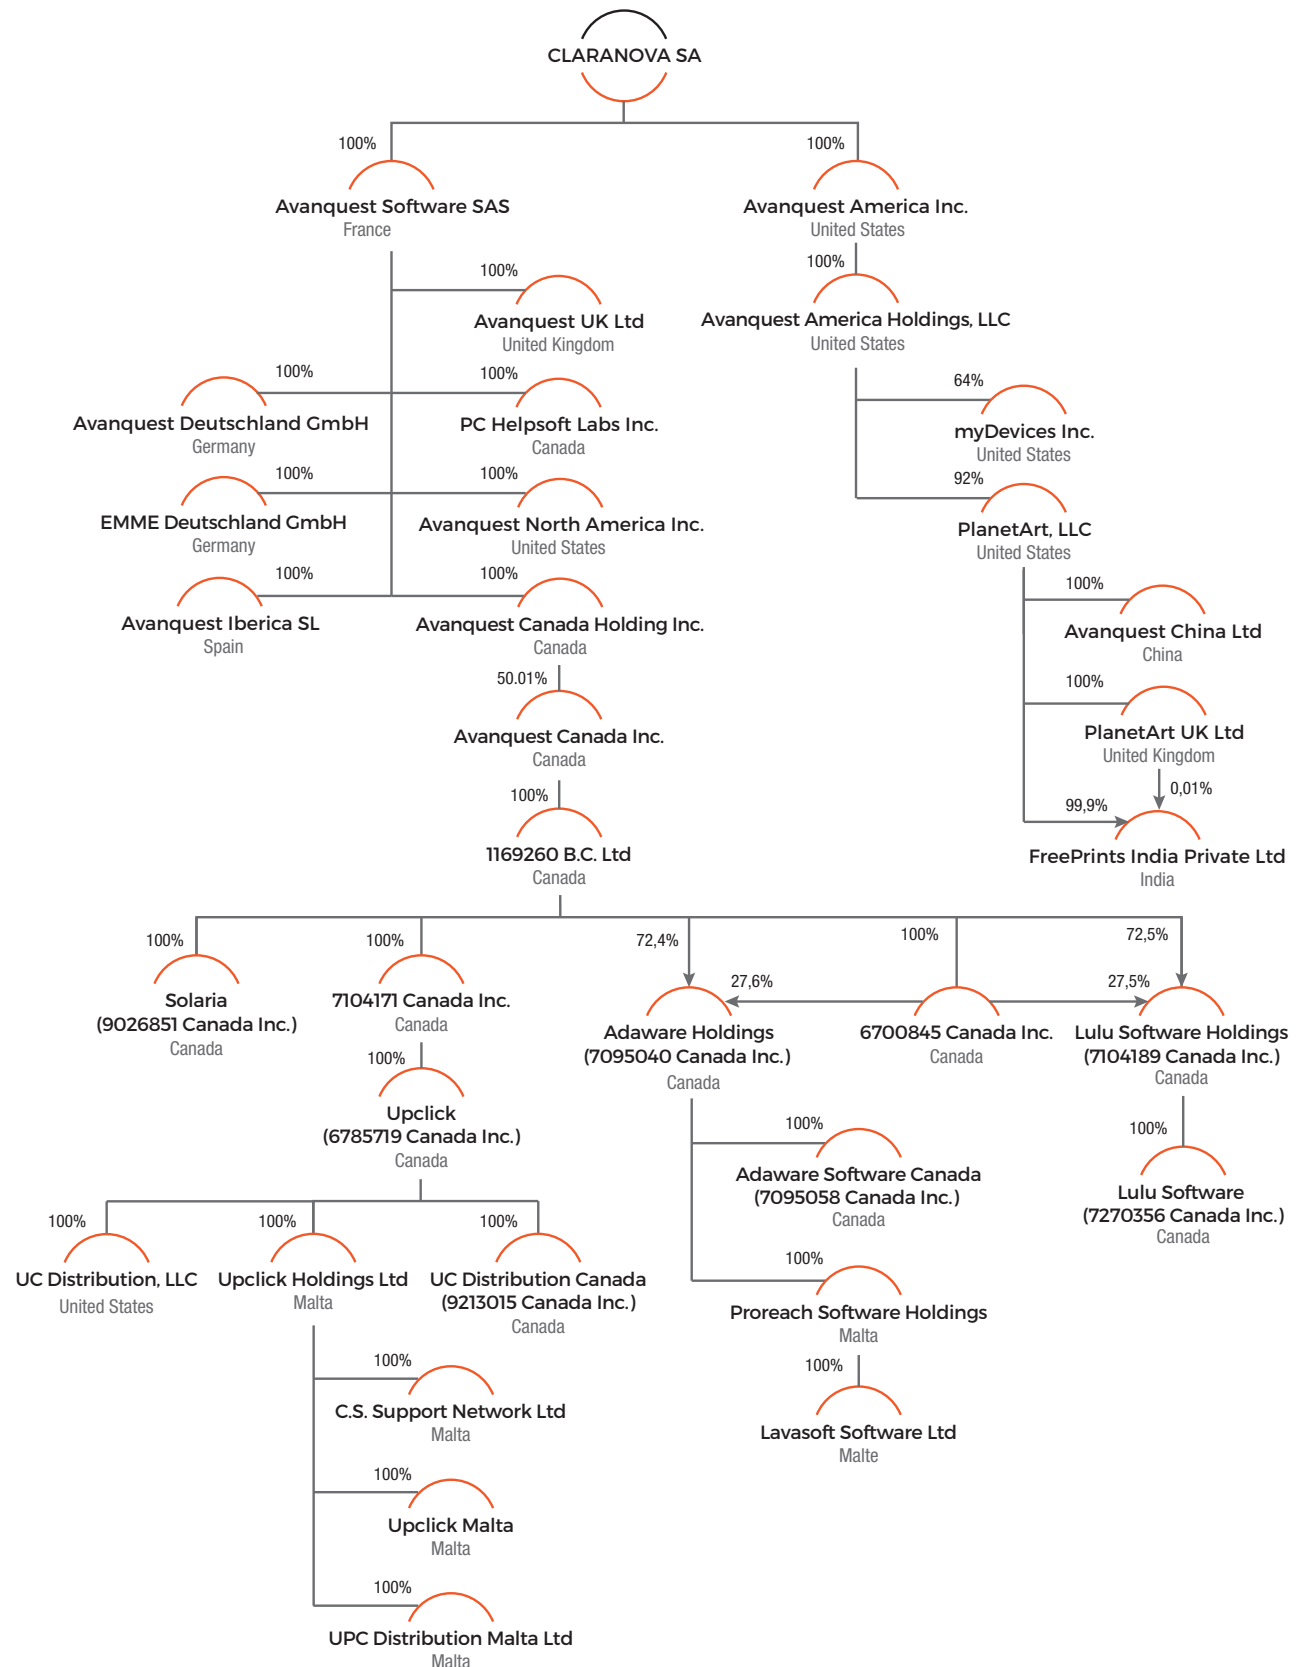 CLARANOVA SA
100%
100%
Avanquest Software SAS
France
Avanquest America Inc.
United States
100%
100%
Avanquest UK Ltd
United Kingdom
Avanquest America Holdings, LLC
United States
100%
100%
64%
Avanquest Deutschland GmbH
Germany
PC Helpsoft Labs Inc.
Canada
myDevices Inc.
United States
100%
100%
92%
EMME Deutschland GmbH
Germany
Avanquest North America Inc.
United States
PlanetArt, LLC
United States
100%
100%
100%
Avanquest Iberica SL
Spain
Avanquest Canada Holding Inc.
Canada
Avanquest China Ltd
China
50.01%
100%
Avanquest Canada Inc.
Canada
PlanetArt UK Ltd
United Kingdom
100%
0,01%
99,9%
1169260 B.C. Ltd
Canada
FreePrints India Private Ltd
India
100%
100%
72,4%
100%
72,5%
27,6%
27,5%
Solaria
(9026851 Canada Inc.)
Canada
7104171 Canada Inc.
Canada
Adaware Holdings
(7095040 Canada Inc.)
Canada
6700845 Canada Inc.
Canada
Lulu Software Holdings
(7104189 Canada Inc.)
Canada
100%
Upclick
(6785719 Canada Inc.)
Canada
100%
Adaware Software Canada
(7095058 Canada Inc.)
Canada
100%
Lulu Software
(7270356 Canada Inc.)
Canada
100%
100%
100%
UC Distribution, LLC
United States
Upclick Holdings Ltd
Malta
UC Distribution Canada
(9213015 Canada Inc.)
Canada
100%
Proreach Software Holdings
Malta
100%
Lavasoft Software Ltd
Malte
100%
C.S. Support Network Ltd
Malta
100%
Upclick Malta
Malta
100%
UPC Distribution Malta Ltd
Malta